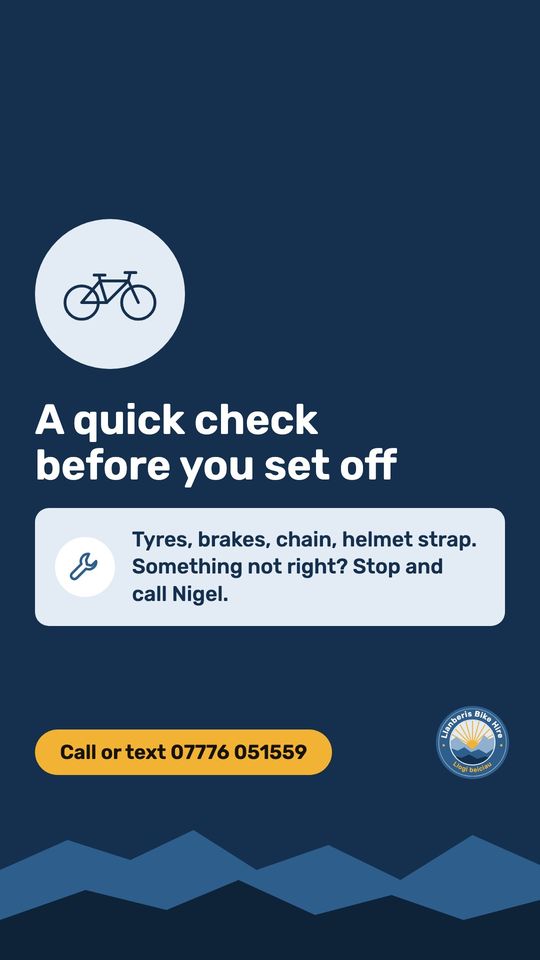 A quick check
before you set off
Tyres, brakes, chain, helmet strap.
Something not right? Stop and
call Nigel.
Call or text 07776 051559
Llanberis Bike Hire
Llogi beiciau